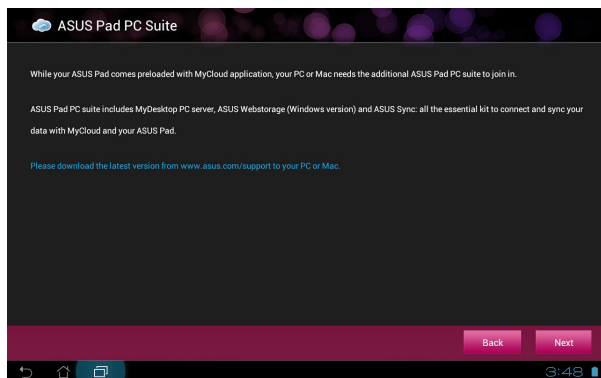 ASUS Pad PC Suite
While your ASUS Pad comes preloaded with MyCloud application, your PC or Mac needs the additional ASUS Pad PC suite to join in.
ASUS Pad PC suite includes MyDesktop PC server, ASUS Webstorage (Windows version) and ASUS Sync: all the essential kit to connect and sync your
data with MyCloud and your ASUS Pad.
Please download the latest version from www.asus.com/support to your PC or Mac.
Back Next
3:48